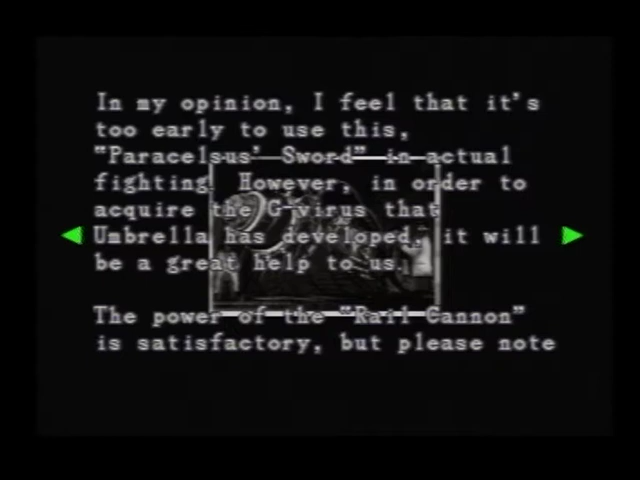 In my opinion, I feel that it's
too early to use this,
"Paracelsus' Sword" in actual
fighting. However, in order to
acquire the G-virus that
Umbrella has developed, it will
be a great help to us.
The power of the "Rail Cannon"
is satisfactory, but please note